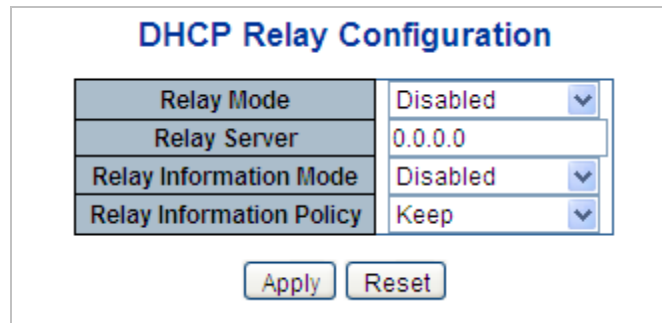 DHCP Relay Configuration
Relay Mode Disabled
Relay Server 0.0.0.0
Relay Information Mode Disabled
Relay Information Policy Keep
Apply Reset